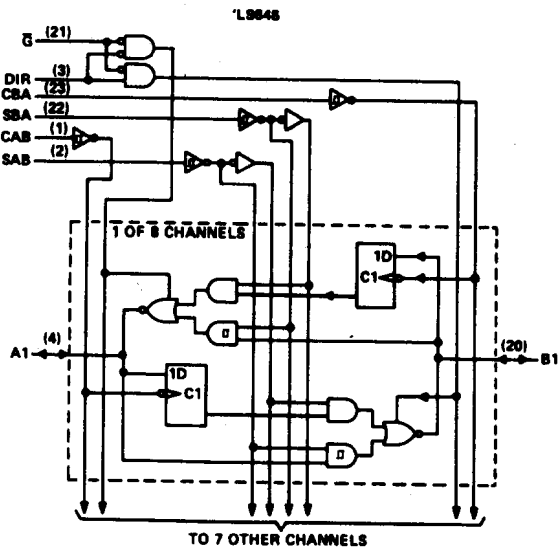 'LS646
G̅ (21)
DIR (3)
CBA (23)
SBA (22)
CAB (1)
SAB (2)
1 OF 8 CHANNELS
1D
C1
A1 (4)
(20) B1
1D
C1
TO 7 OTHER CHANNELS